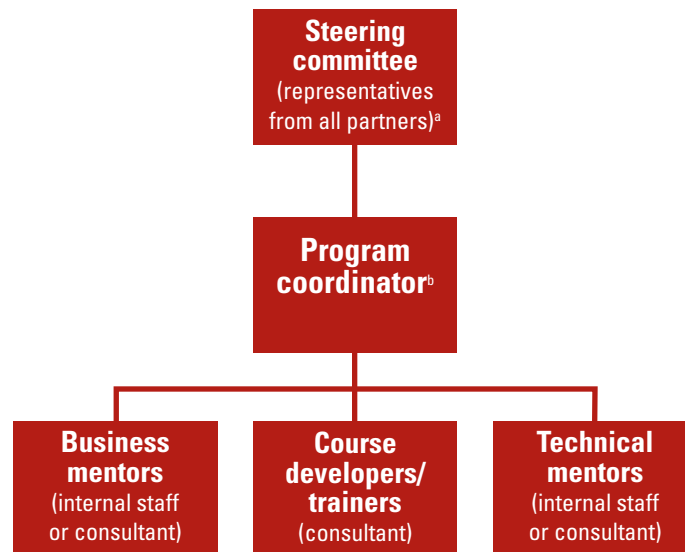 Steering
committee
(representatives
from all partners)ᵃ
Program
coordinatorᵇ
Business
mentors
(internal staff
or consultant)
Course
developers/
trainers
(consultant)
Technical
mentors
(internal staff
or consultant)